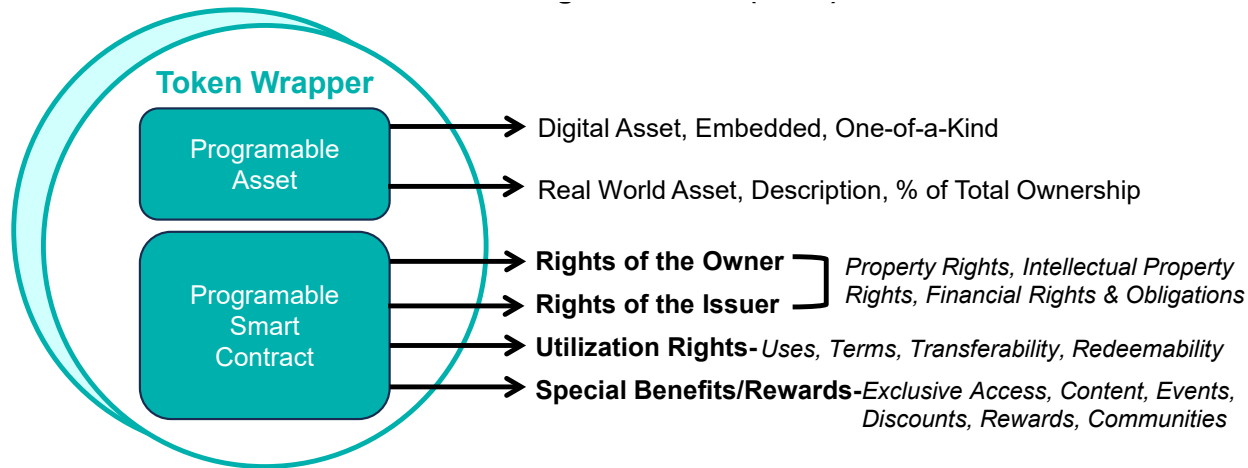 Token Wrapper
Programable
Asset
Digital Asset, Embedded, One-of-a-Kind
Real World Asset, Description, % of Total Ownership
Programable
Smart
Contract
Rights of the Owner
Rights of the Issuer
Property Rights, Intellectual Property
Rights, Financial Rights & Obligations
Utilization Rights-Uses, Terms, Transferability, Redeemability
Special Benefits/Rewards-Exclusive Access, Content, Events,
Discounts, Rewards, Communities